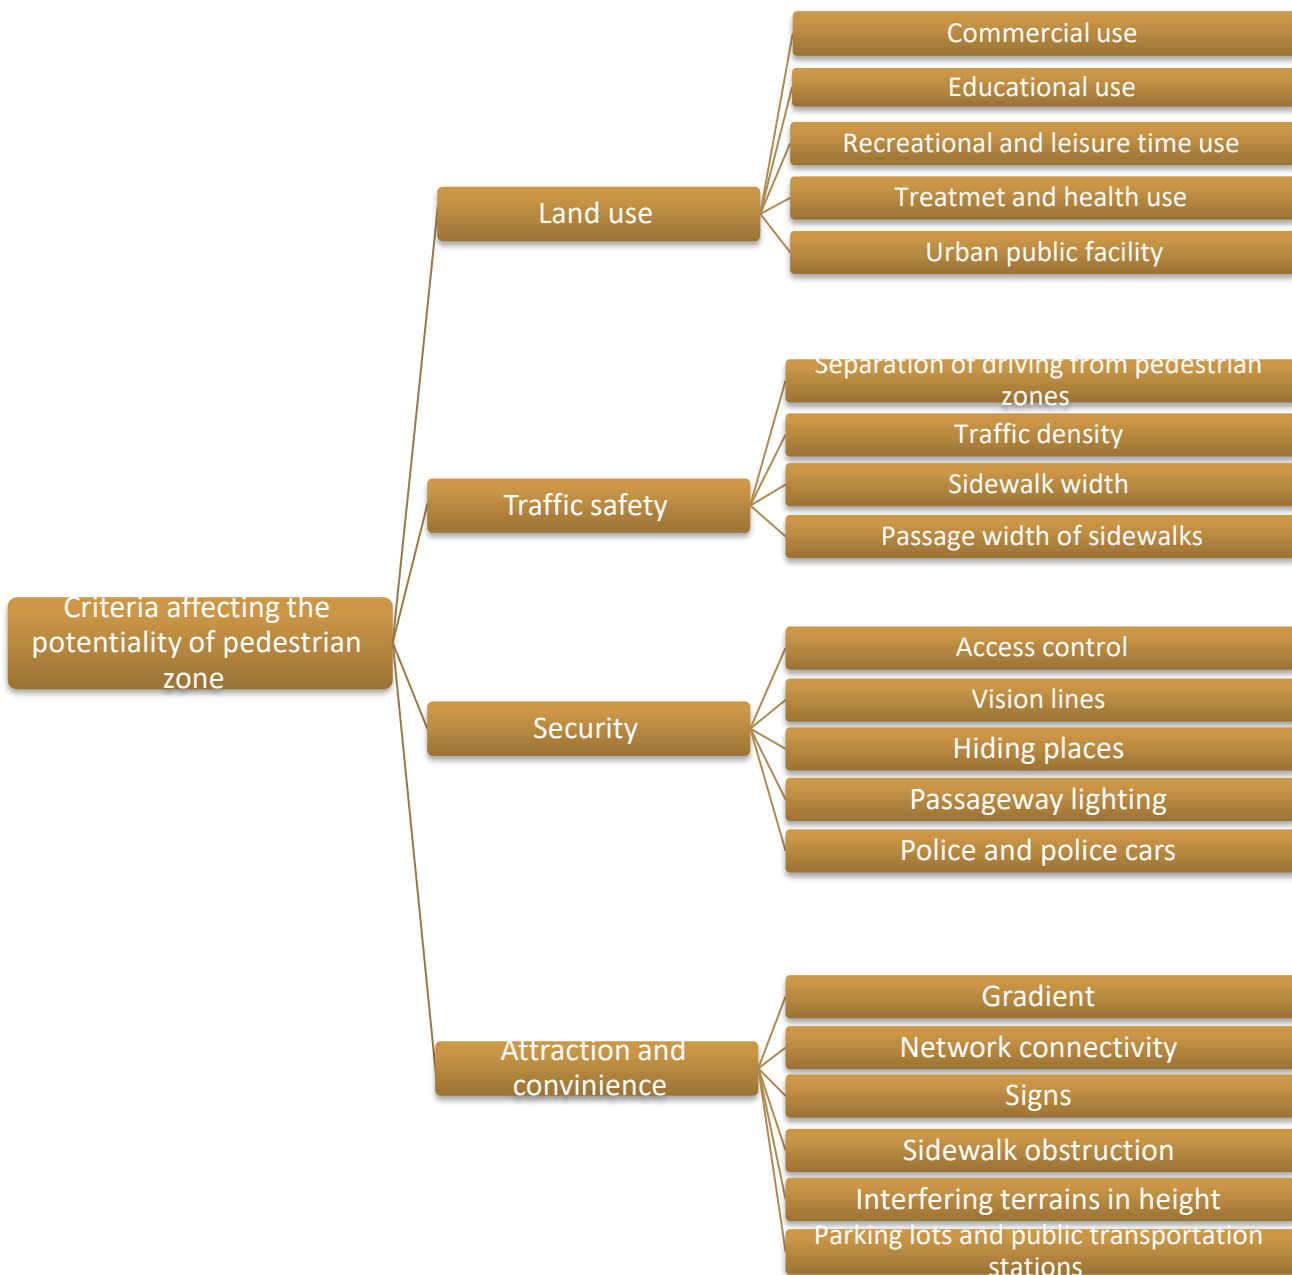 Criteria affecting the
potentiality of pedestrian
zone
Land use
Commercial use
Educational use
Recreational and leisure time use
Treatmet and health use
Urban public facility
Traffic safety
Separation of driving from pedestrian
zones
Traffic density
Sidewalk width
Passage width of sidewalks
Security
Access control
Vision lines
Hiding places
Passageway lighting
Police and police cars
Attraction and
convinience
Gradient
Network connectivity
Signs
Sidewalk obstruction
Interfering terrains in height
Parking lots and public transportation
stations